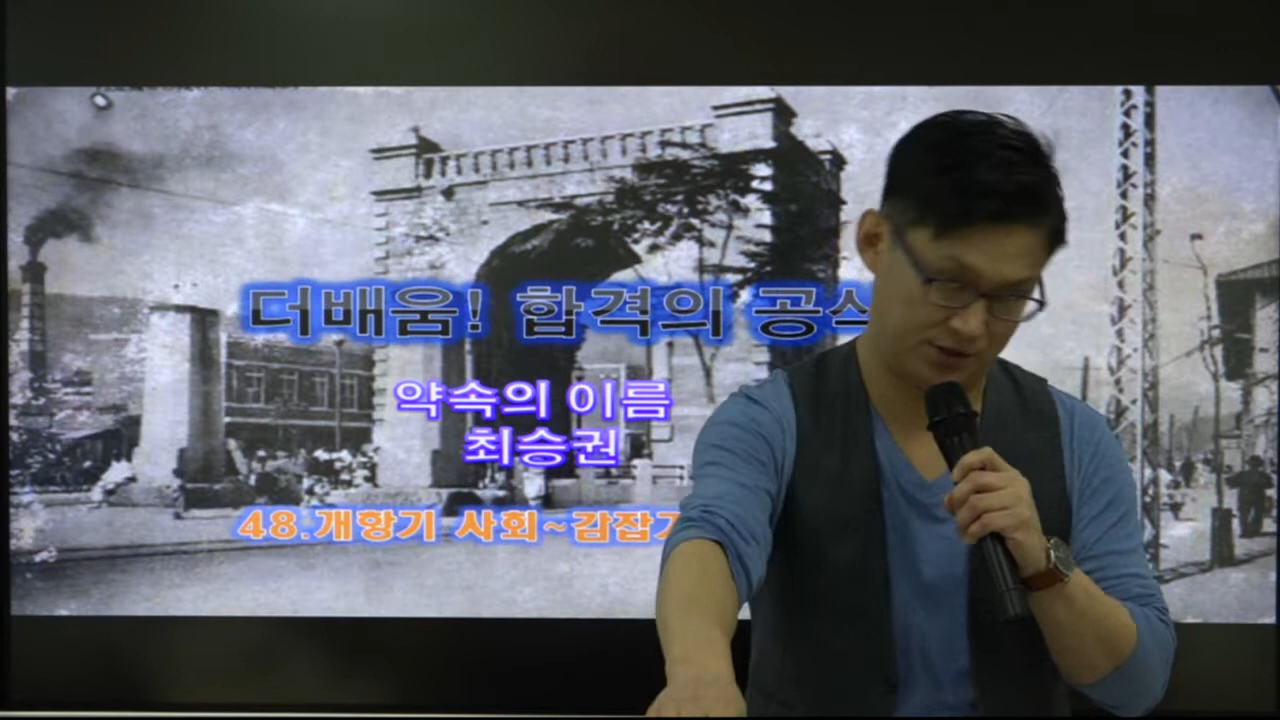 더배움! 합격의
약속의 이름
최승권
48.개항기 사회~감잡